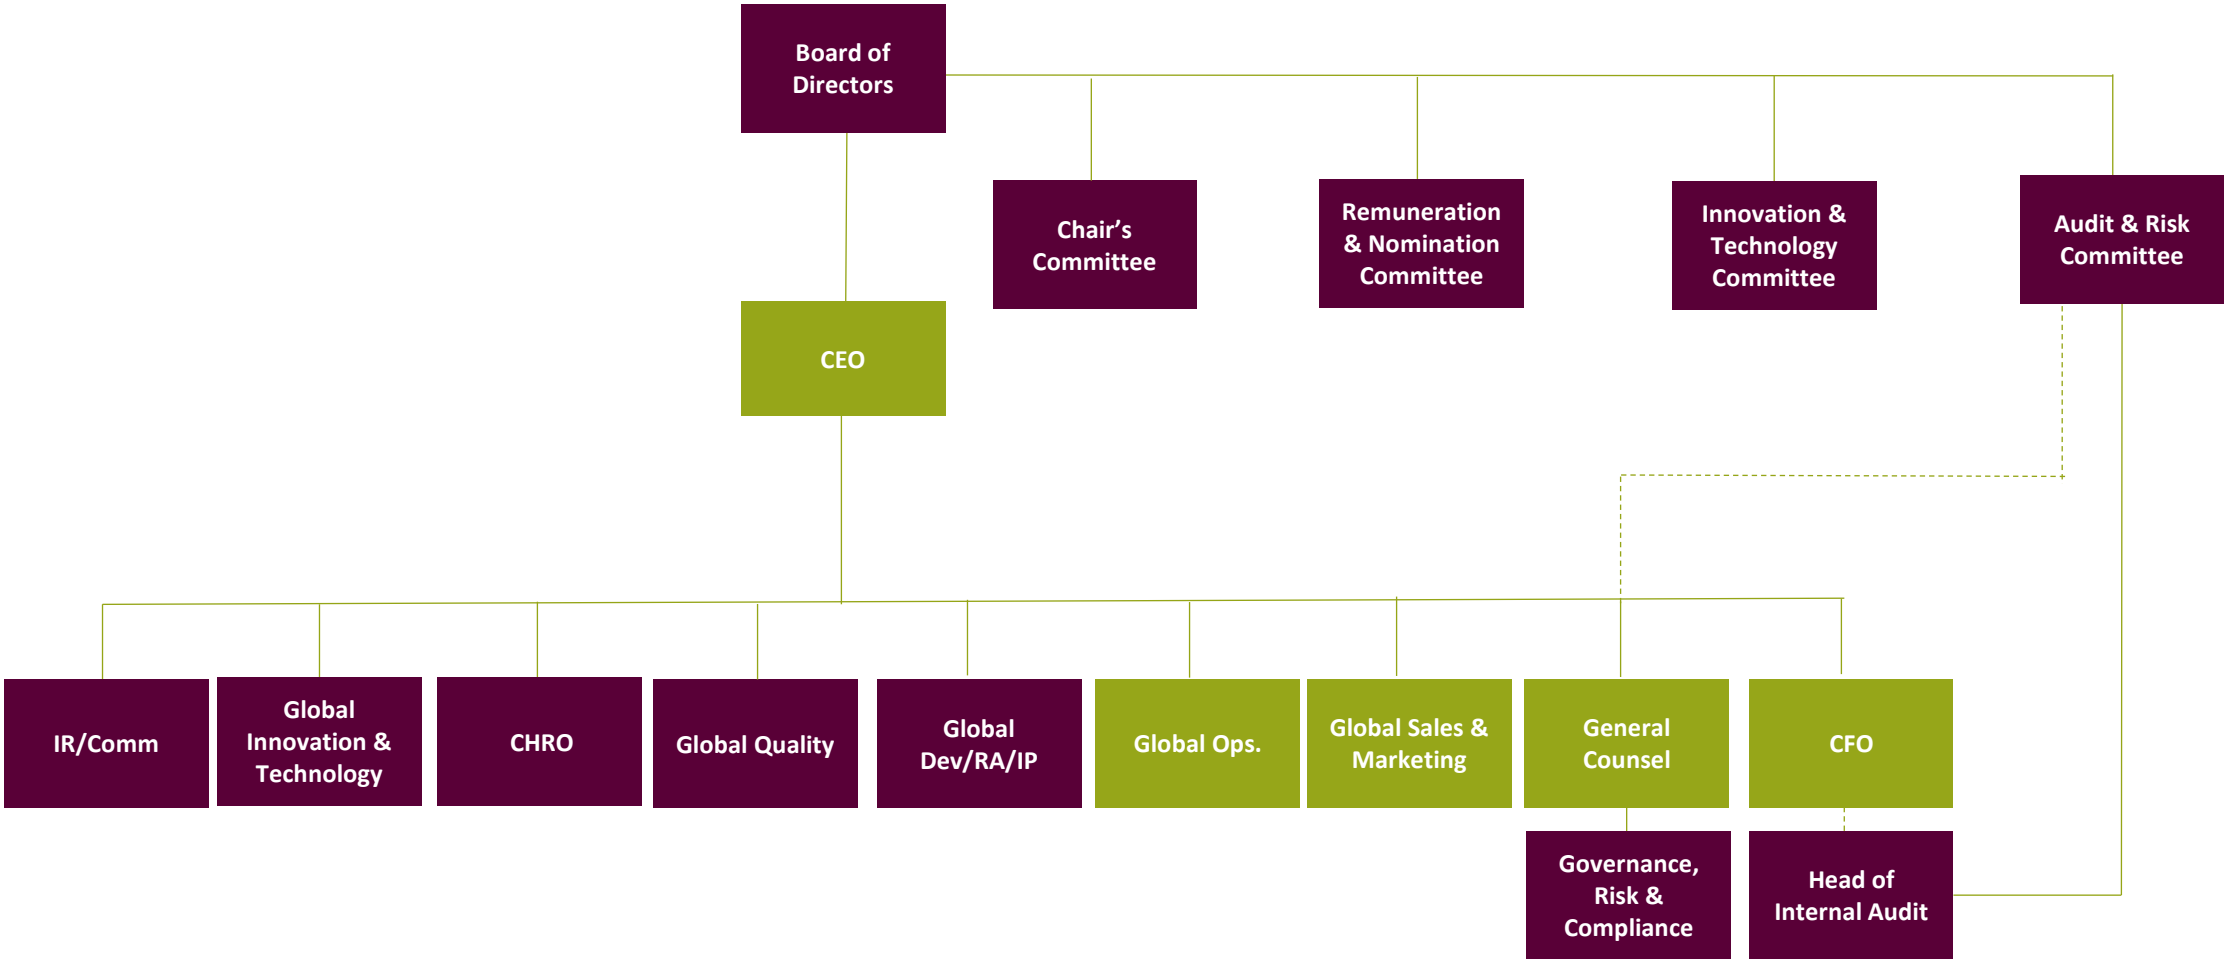 Board of
Directors
Chair’s
Committee
Remuneration
& Nomination
Committee
Innovation &
Technology
Committee
Audit & Risk
Committee
CEO
IR/Comm
Global
Innovation &
Technology
CHRO
Global Quality
Global
Dev/RA/IP
Global Ops.
Global Sales &
Marketing
General
Counsel
CFO
Governance,
Risk &
Compliance
Head of
Internal Audit